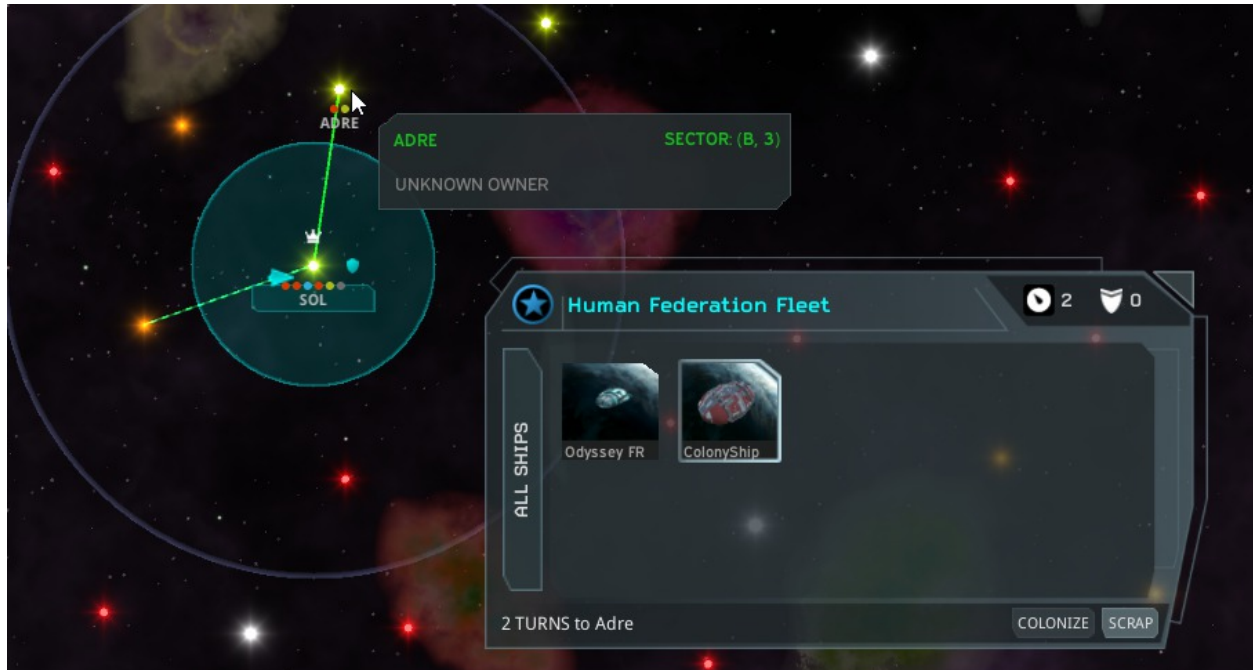 ADRE
ADRE
SECTOR: (B, 3)
UNKNOWN OWNER
SOL
Human Federation Fleet
2
0
ALL SHIPS
Odyssey FR
ColonyShip
2 TURNS to Adre
COLONIZE
SCRAP